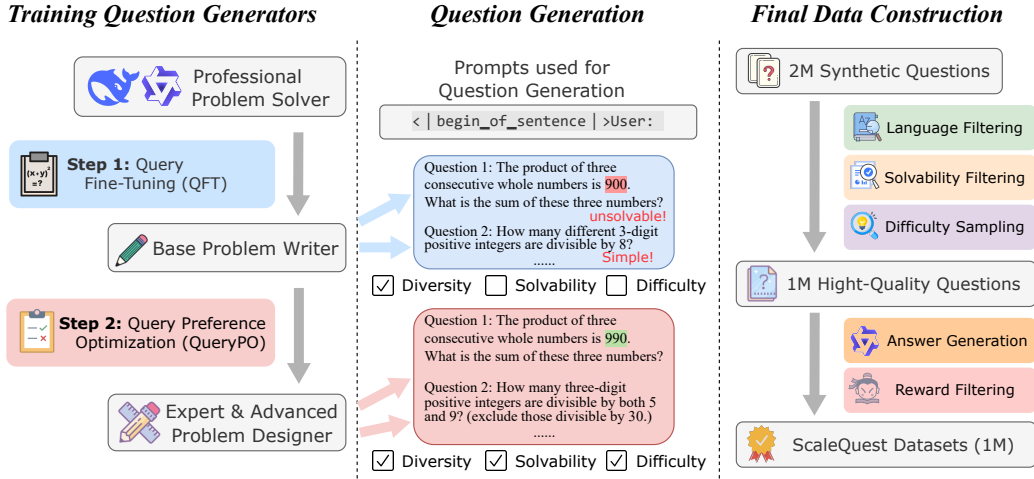 Training Question Generators
Professional
Problem Solver
(x+y)²
=?
Step 1: Query
Fine-Tuning (QFT)
Base Problem Writer
Step 2: Query Preference
Optimization (QueryPO)
Expert & Advanced
Problem Designer
Question Generation
Prompts used for
Question Generation
<|begin_of_sentence|>User:
Question 1: The product of three
consecutive whole numbers is 900.
What is the sum of these three numbers?
unsolvable!
Question 2: How many different 3-digit
positive integers are divisible by 8?
Simple!
......
Diversity Solvability Difficulty
Question 1: The product of three
consecutive whole numbers is 990.
What is the sum of these three numbers?
Question 2: How many three-digit
positive integers are divisible by both 5
and 9? (exclude those divisible by 30.)
......
Diversity Solvability Difficulty
Final Data Construction
?
2M Synthetic Questions
Language Filtering
Solvability Filtering
Difficulty Sampling
?
1M Hight-Quality Questions
Answer Generation
Reward Filtering
ScaleQuest Datasets (1M)